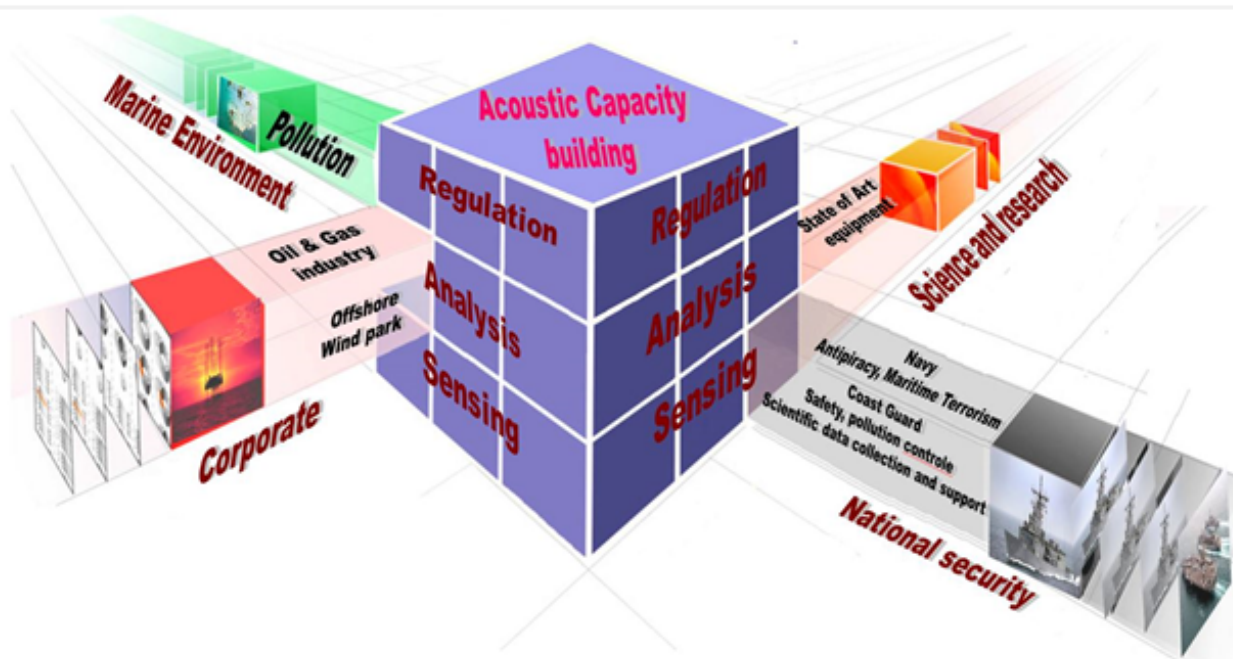 Acoustic Capacity
building
Regulation
Analysis
Sensing
Regulation
Analysis
Sensing
Pollution
Marine Environment
Oil & Gas
industry
Offshore
Wind park
Corporate
State of Art
equipment
Science and research
Navy
Antipiracy, Maritime Terrorism
Coast Guard
Safety, pollution controle
Scientific data collection and support
National security